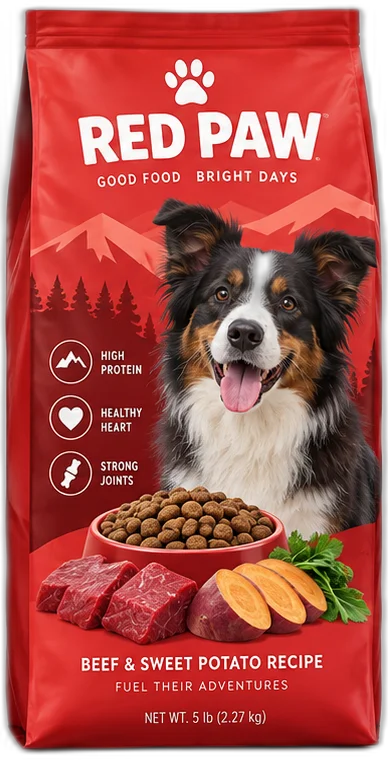 RED PAW
GOOD FOOD BRIGHT DAYS
HIGH
PROTEIN
HEALTHY
HEART
STRONG
JOINTS
BEEF & SWEET POTATO RECIPE
FUEL THEIR ADVENTURES
NET WT. 5 lb (2.27 kg)